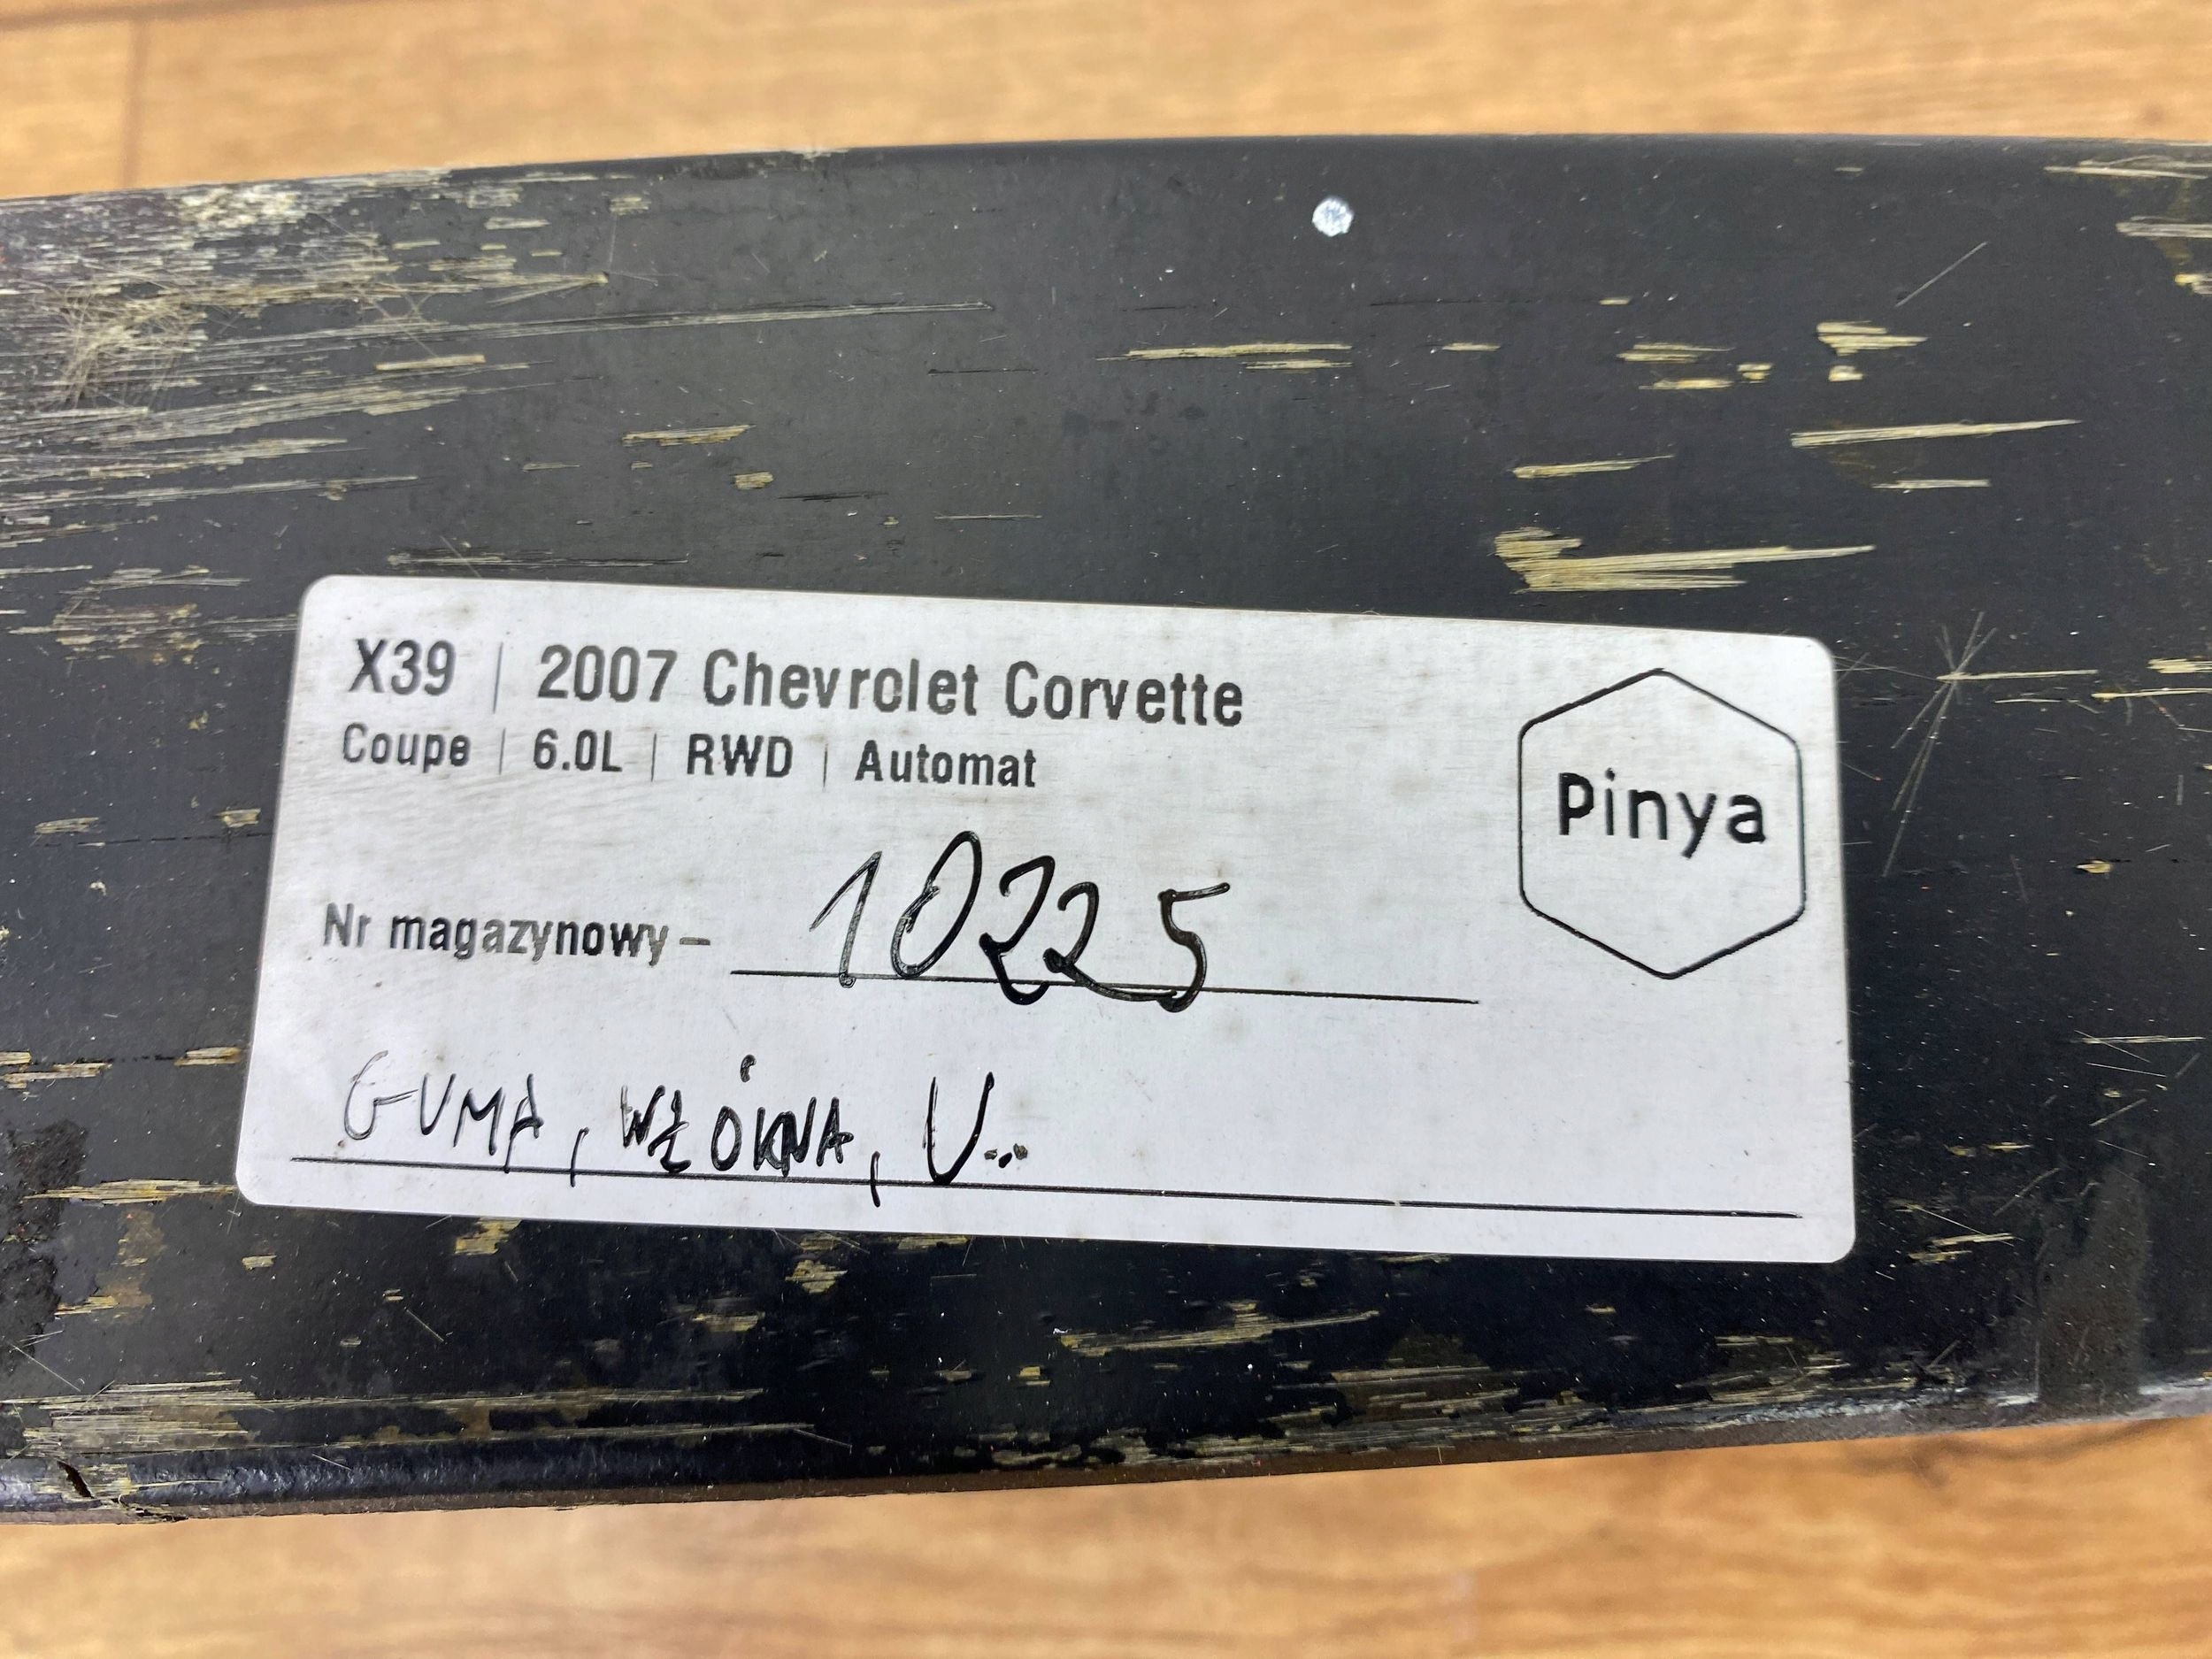 X39 | 2007 Chevrolet Corvette
Coupe | 6.0L | RWD | Automat
Pinya
Nr magazynowy – 10225
GUMA, WŁÓKNA, U...